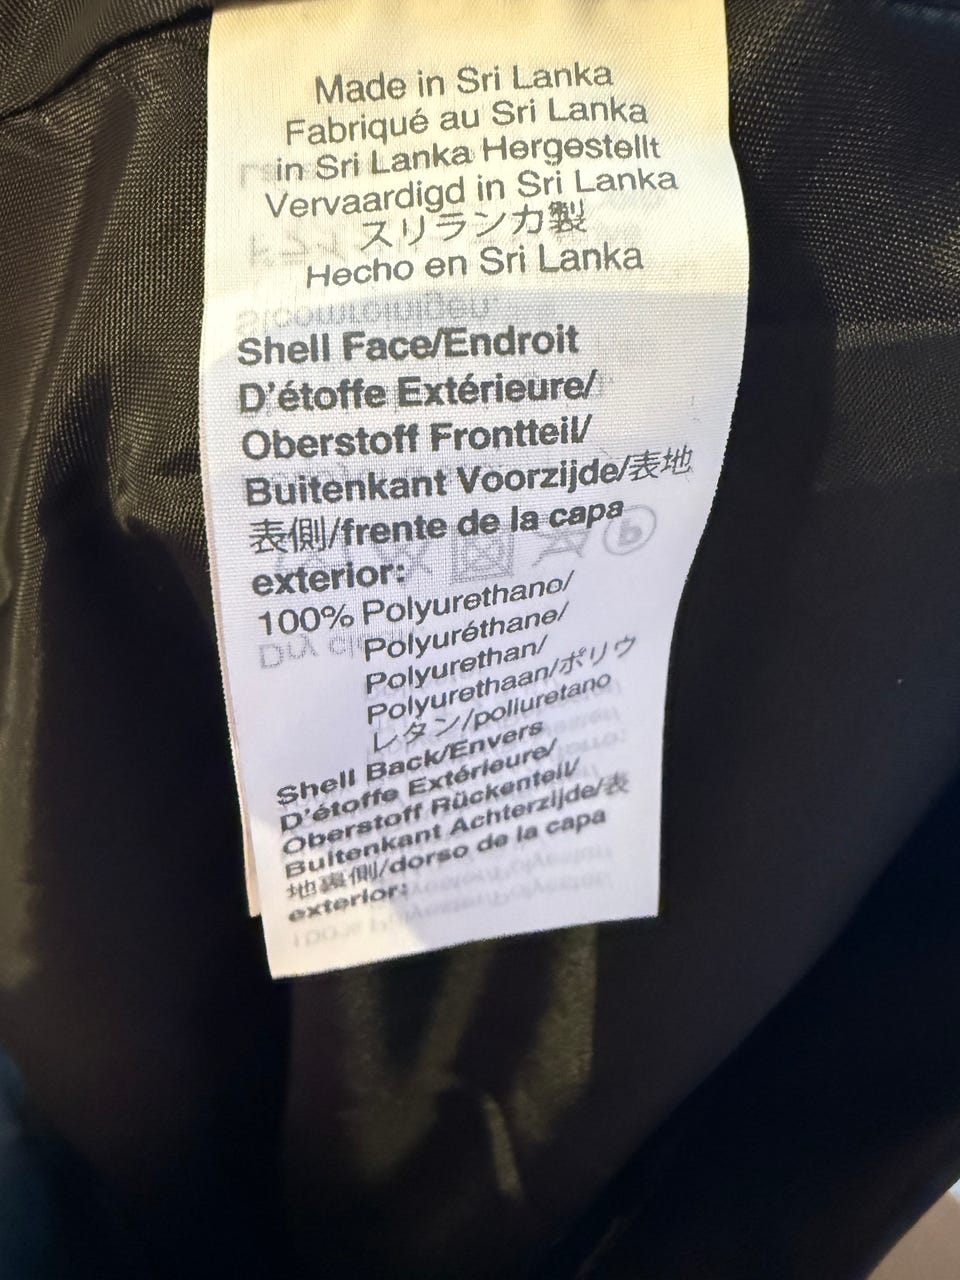 Made in Sri Lanka
Fabriqué au Sri Lanka
in Sri Lanka Hergestellt
Vervaardigd in Sri Lanka
スリランカ製
Hecho en Sri Lanka
Shell Face/Endroit
D'étoffe Extérieure/
Oberstoff Frontteil/
Buitenkant Voorzijde/表地
表側/frente de la capa
exterior:
100% Polyurethano/
Polyuréthane/
Polyurethan/
Polyurethaan/ポリウ
レタン/poliuretano
Shell Back/Envers
D'étoffe Extérieure/
Oberstoff Rückenteil/
Buitenkant Achterzijde/表
地裏側/dorso de la capa
exterior: